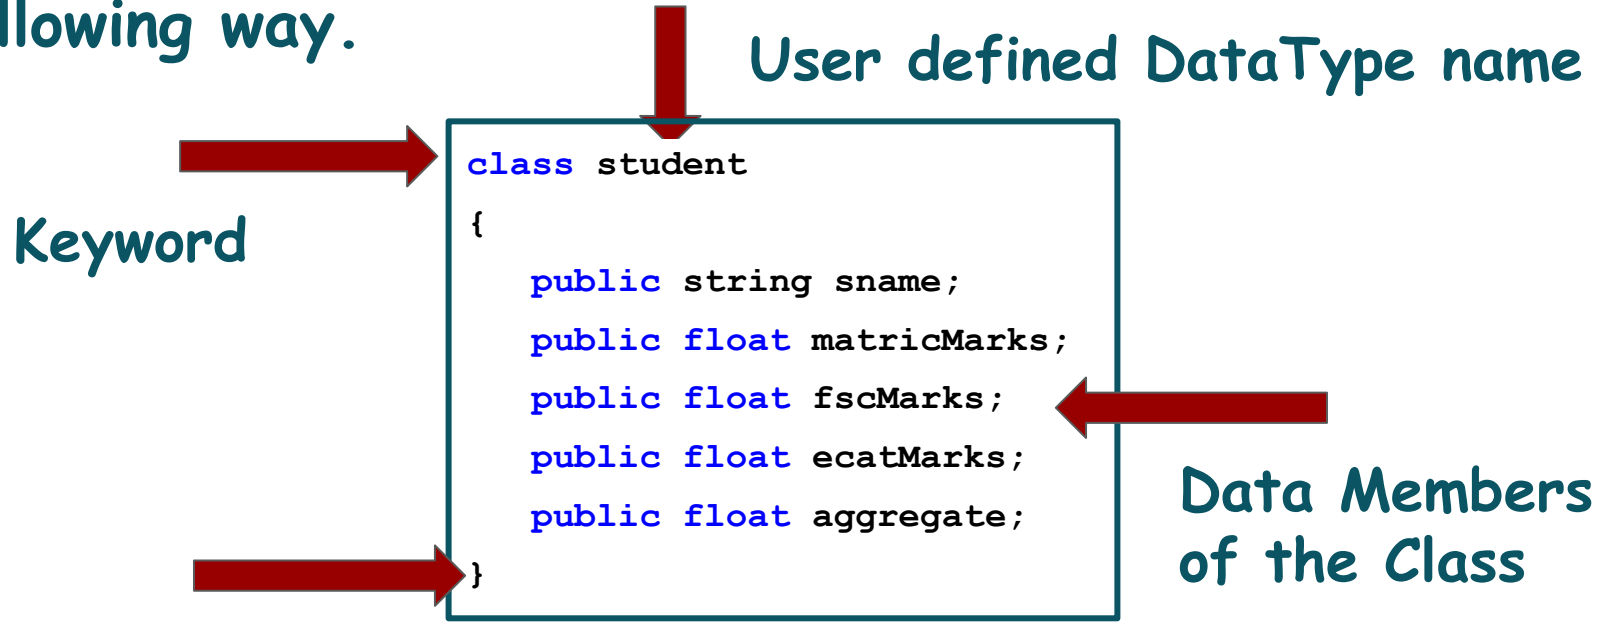 llowing way.
User defined DataType name
class student
{
Keyword
public string sname;
public float matricMarks;
public float fscMarks;
public float ecatMarks;
public float aggregate;
Data Members
of the Class
}